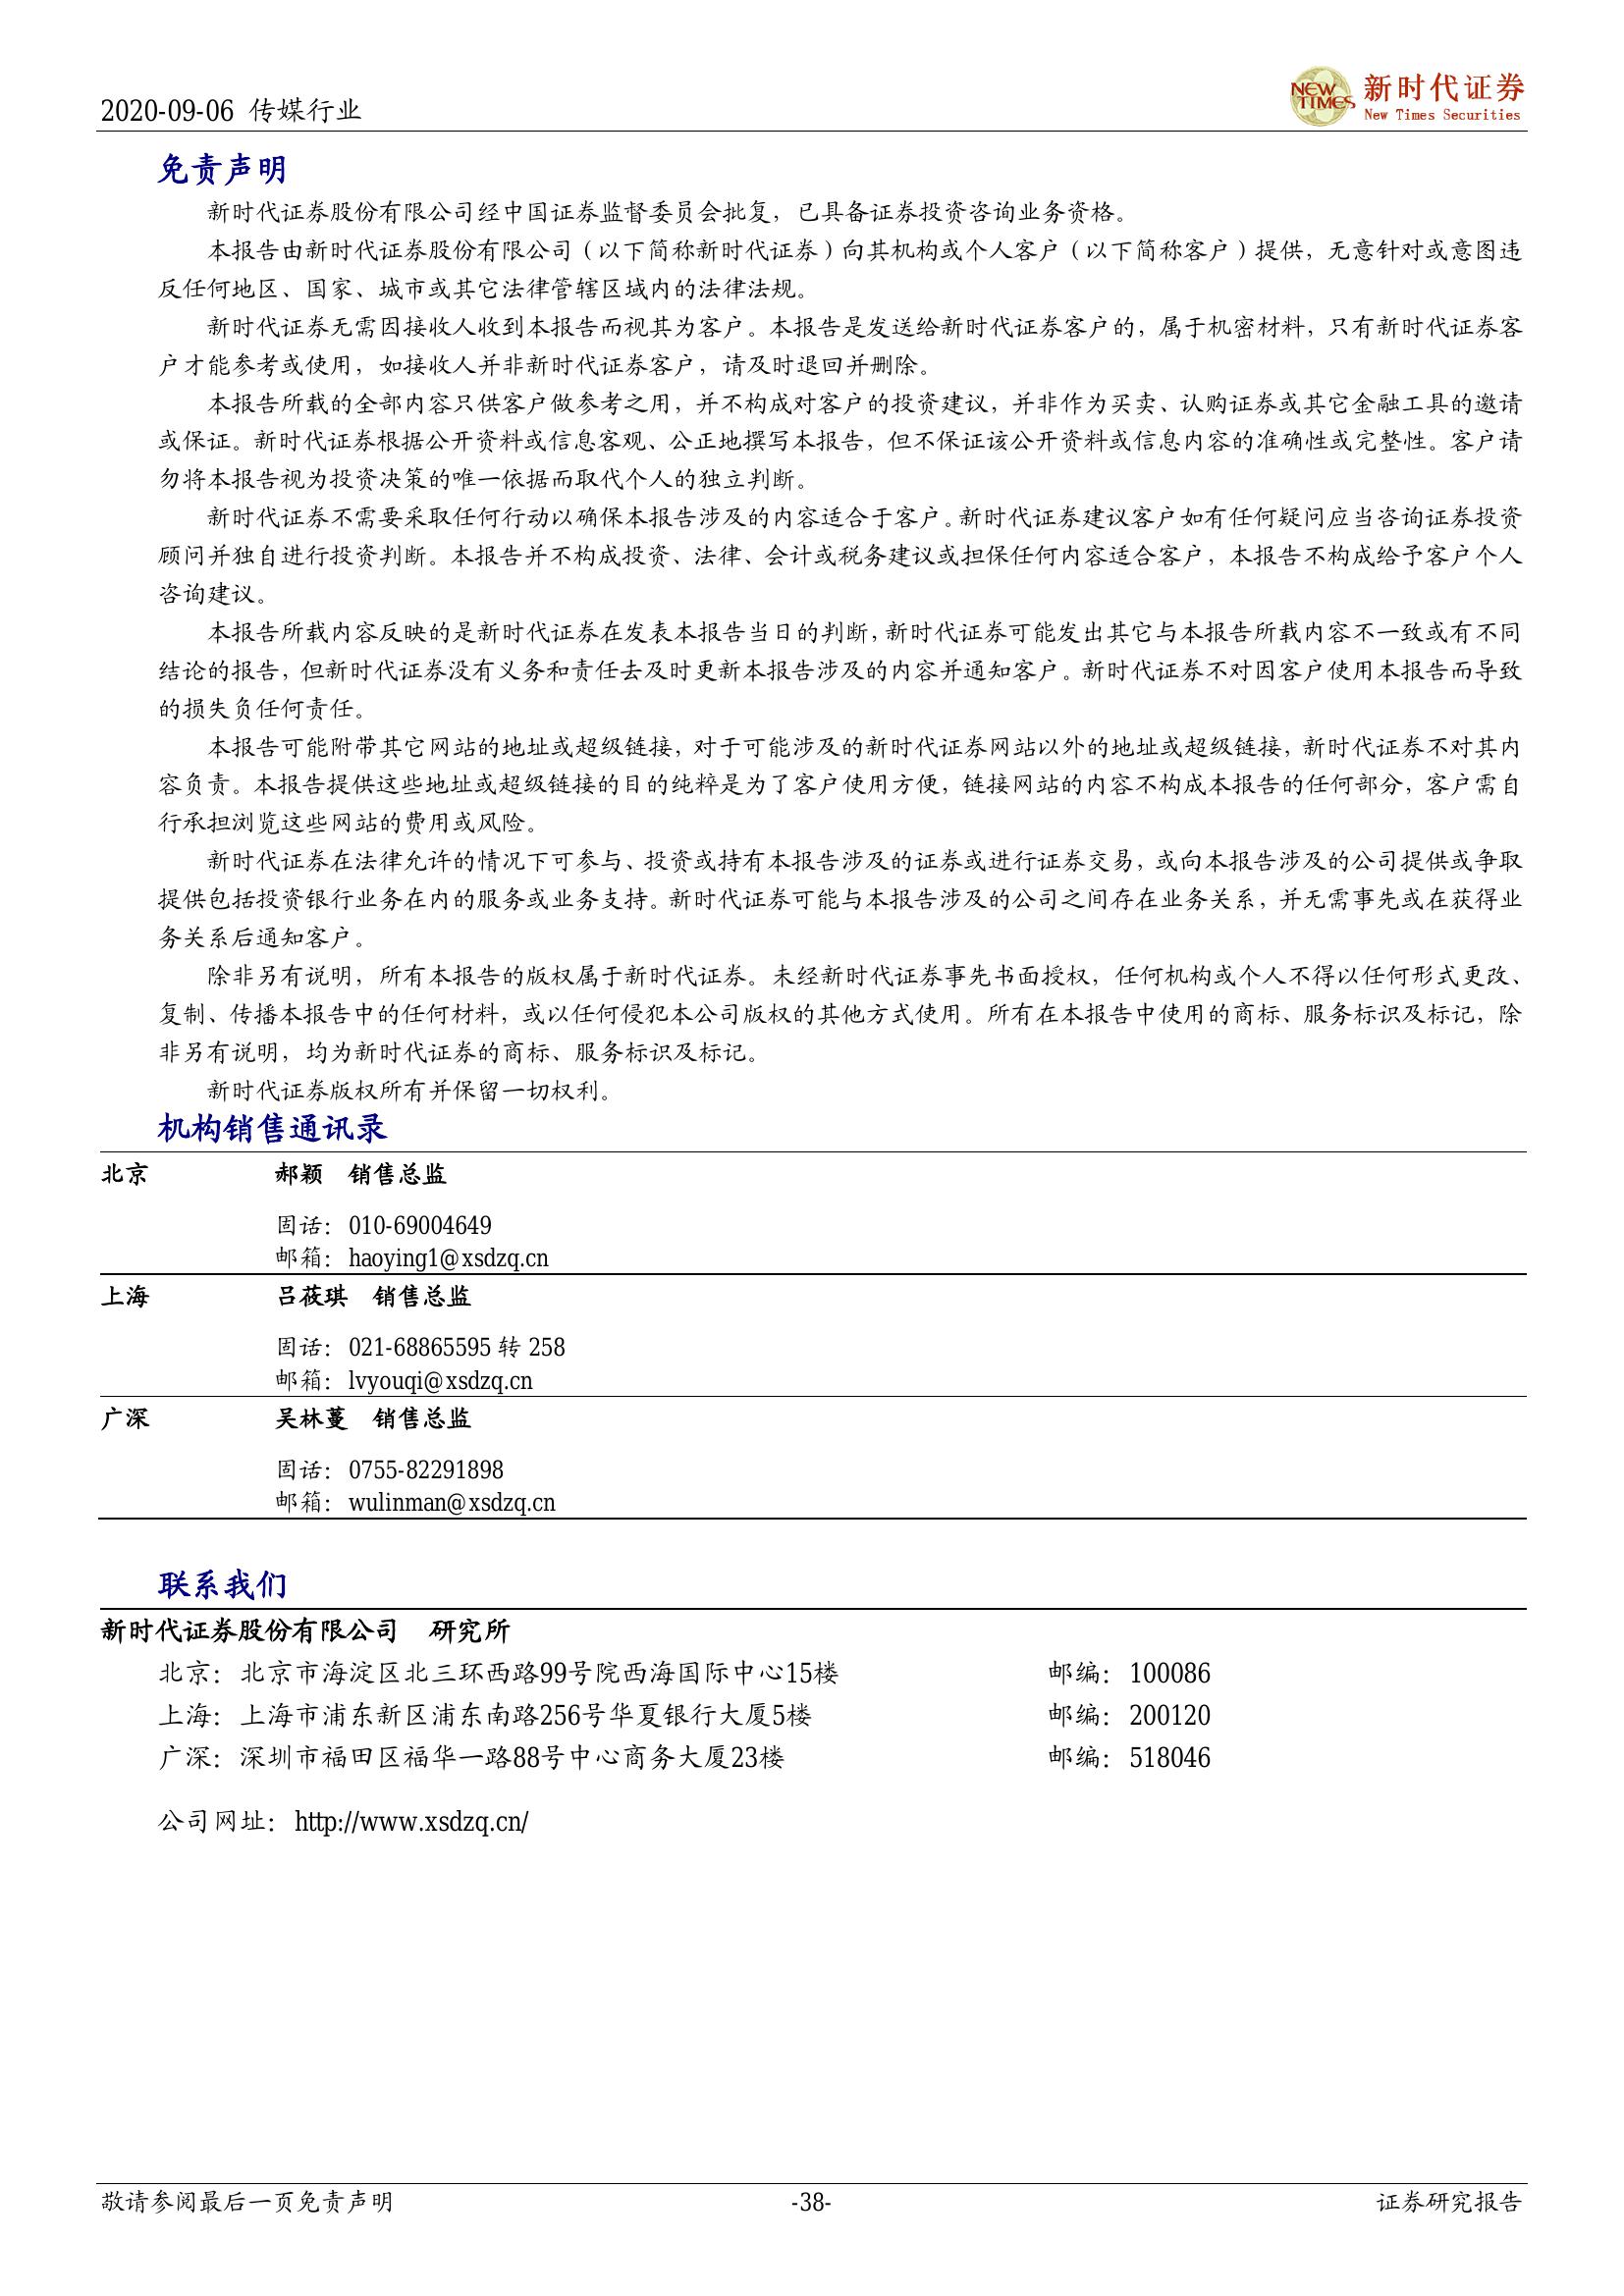 2020-09-06 传媒行业
NEW TIMES 新时代证券
New Times Securities
免责声明
新时代证券股份有限公司经中国证券监督委员会批复，已具备证券投资咨询业务资格。
本报告由新时代证券股份有限公司（以下简称新时代证券）向其机构或个人客户（以下简称客户）提供，无意针对或意图违
反任何地区、国家、城市或其它法律管辖区域内的法律法规。
新时代证券无需因接收人收到本报告而视其为客户。本报告是发送给新时代证券客户的，属于机密材料，只有新时代证券客
户才能参考或使用，如接收人并非新时代证券客户，请及时退回并删除。
本报告所载的全部内容只供客户做参考之用，并不构成对客户的投资建议，并非作为买卖、认购证券或其它金融工具的邀请
或保证。新时代证券根据公开资料或信息客观、公正地撰写本报告，但不保证该公开资料或信息内容的准确性或完整性。客户请
勿将本报告视为投资决策的唯一依据而取代个人的独立判断。
新时代证券不需要采取任何行动以确保本报告涉及的内容适合于客户。新时代证券建议客户如有任何疑问应当咨询证券投资
顾问并独自进行投资判断。本报告并不构成投资、法律、会计或税务建议或担保任何内容适合客户，本报告不构成给予客户个人
咨询建议。
本报告所载内容反映的是新时代证券在发表本报告当日的判断，新时代证券可能发出其它与本报告所载内容不一致或有不同
结论的报告，但新时代证券没有义务和责任去及时更新本报告涉及的内容并通知客户。新时代证券不对因客户使用本报告而导致
的损失负任何责任。
本报告可能附带其它网站的地址或超级链接，对于可能涉及的新时代证券网站以外的地址或超级链接，新时代证券不对其内
容负责。本报告提供这些地址或超级链接的目的纯粹是为了客户使用方便，链接网站的内容不构成本报告的任何部分，客户需自
行承担浏览这些网站的费用或风险。
新时代证券在法律允许的情况下可参与、投资或持有本报告涉及的证券或进行证券交易，或向本报告涉及的公司提供或争取
提供包括投资银行业务在内的服务或业务支持。新时代证券可能与本报告涉及的公司之间存在业务关系，并无需事先或在获得业
务关系后通知客户。
除非另有说明，所有本报告的版权属于新时代证券。未经新时代证券事先书面授权，任何机构或个人不得以任何形式更改、
复制、传播本报告中的任何材料，或以任何侵犯本公司版权的其他方式使用。所有在本报告中使用的商标、服务标识及标记，除
非另有说明，均为新时代证券的商标、服务标识及标记。
新时代证券版权所有并保留一切权利。
机构销售通讯录
北京 郝颖 销售总监
固话：010-69004649
邮箱：haoying1@xsdzq.cn
上海 吕莜琪 销售总监
固话：021-68865595 转 258
邮箱：lvyouqi@xsdzq.cn
广深 吴林蔓 销售总监
固话：0755-82291898
邮箱：wulinman@xsdzq.cn
联系我们
新时代证券股份有限公司 研究所
北京：北京市海淀区北三环西路99号院西海国际中心15楼 邮编：100086
上海：上海市浦东新区浦东南路256号华夏银行大厦5楼 邮编：200120
广深：深圳市福田区福华一路88号中心商务大厦23楼 邮编：518046
公司网址：http://www.xsdzq.cn/
敬请参阅最后一页免责声明 -38- 证券研究报告